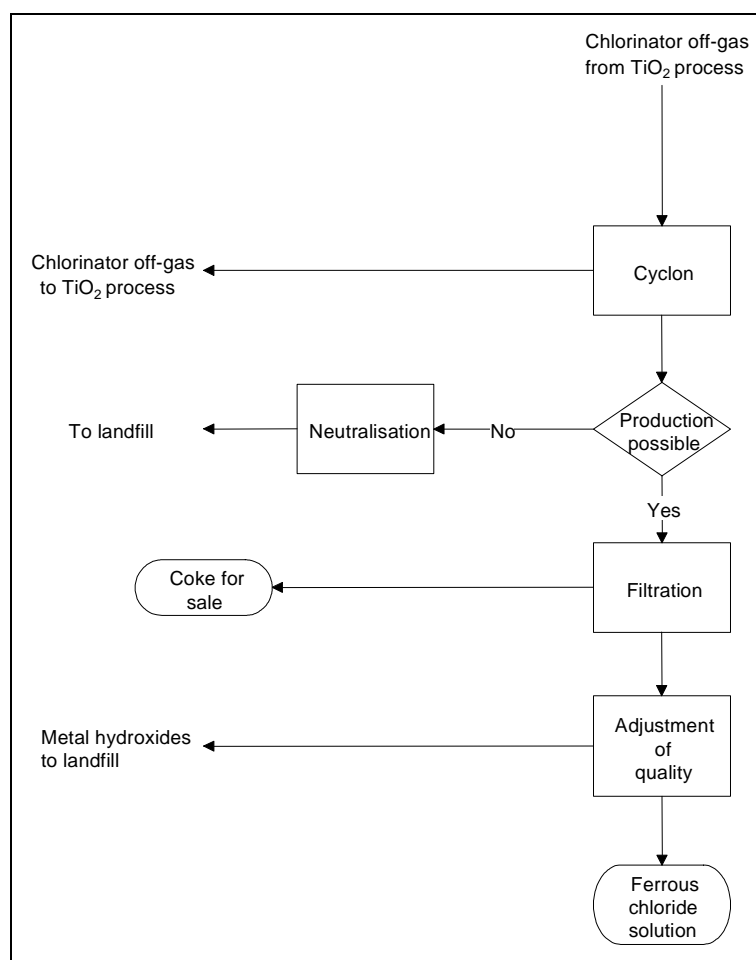 Chlorinator off-gas
from TiO₂ process
Cyclon
Chlorinator off-gas
to TiO₂ process
Production
possible
No
Neutralisation
To landfill
Yes
Filtration
Coke for
sale
Adjustment
of
quality
Metal hydroxides
to landfill
Ferrous
chloride
solution